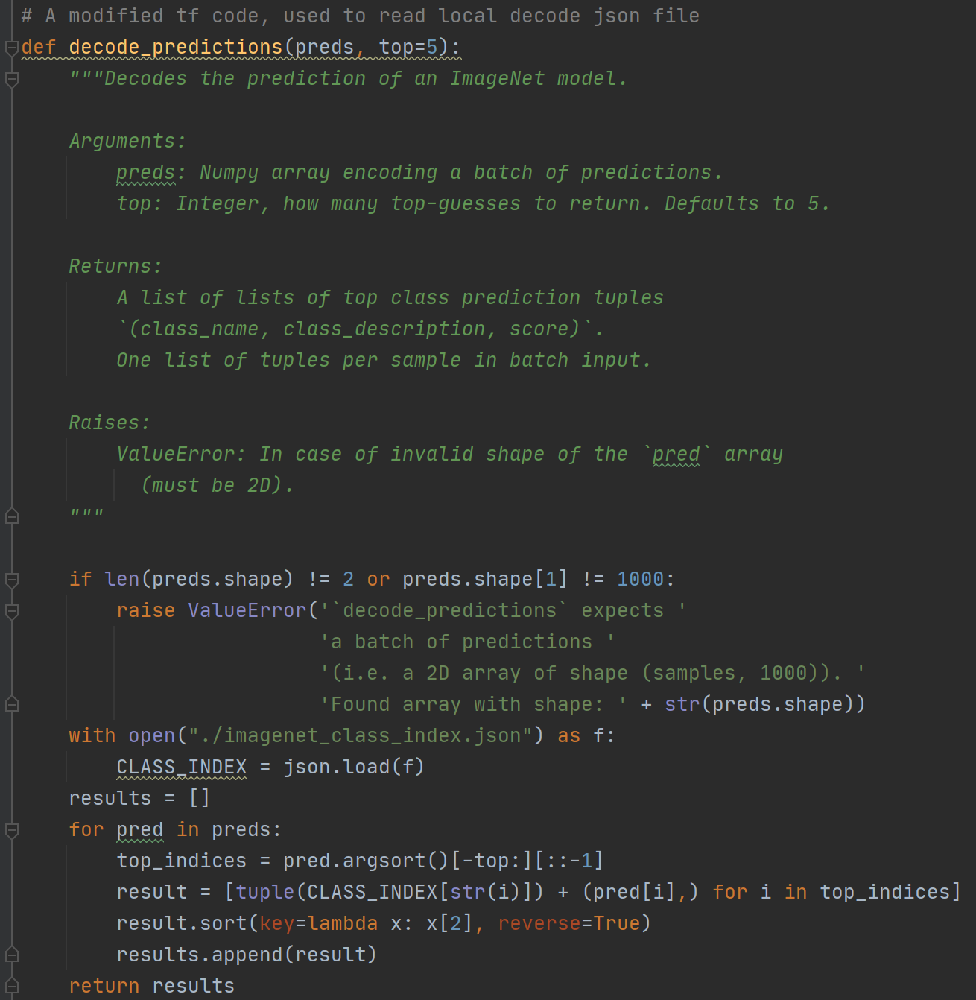 # A modified tf code, used to read local decode json file
def decode_predictions(preds, top=5):
    """Decodes the prediction of an ImageNet model.

    Arguments:
        preds: Numpy array encoding a batch of predictions.
        top: Integer, how many top-guesses to return. Defaults to 5.

    Returns:
        A list of lists of top class prediction tuples
        `(class_name, class_description, score)`.
        One list of tuples per sample in batch input.

    Raises:
        ValueError: In case of invalid shape of the `pred` array
          (must be 2D).
    """

    if len(preds.shape) != 2 or preds.shape[1] != 1000:
        raise ValueError('`decode_predictions` expects '
                         'a batch of predictions '
                         '(i.e. a 2D array of shape (samples, 1000)). '
                         'Found array with shape: ' + str(preds.shape))
    with open("./imagenet_class_index.json") as f:
        CLASS_INDEX = json.load(f)
    results = []
    for pred in preds:
        top_indices = pred.argsort()[-top:][::-1]
        result = [tuple(CLASS_INDEX[str(i)]) + (pred[i],) for i in top_indices]
        result.sort(key=lambda x: x[2], reverse=True)
        results.append(result)
    return results